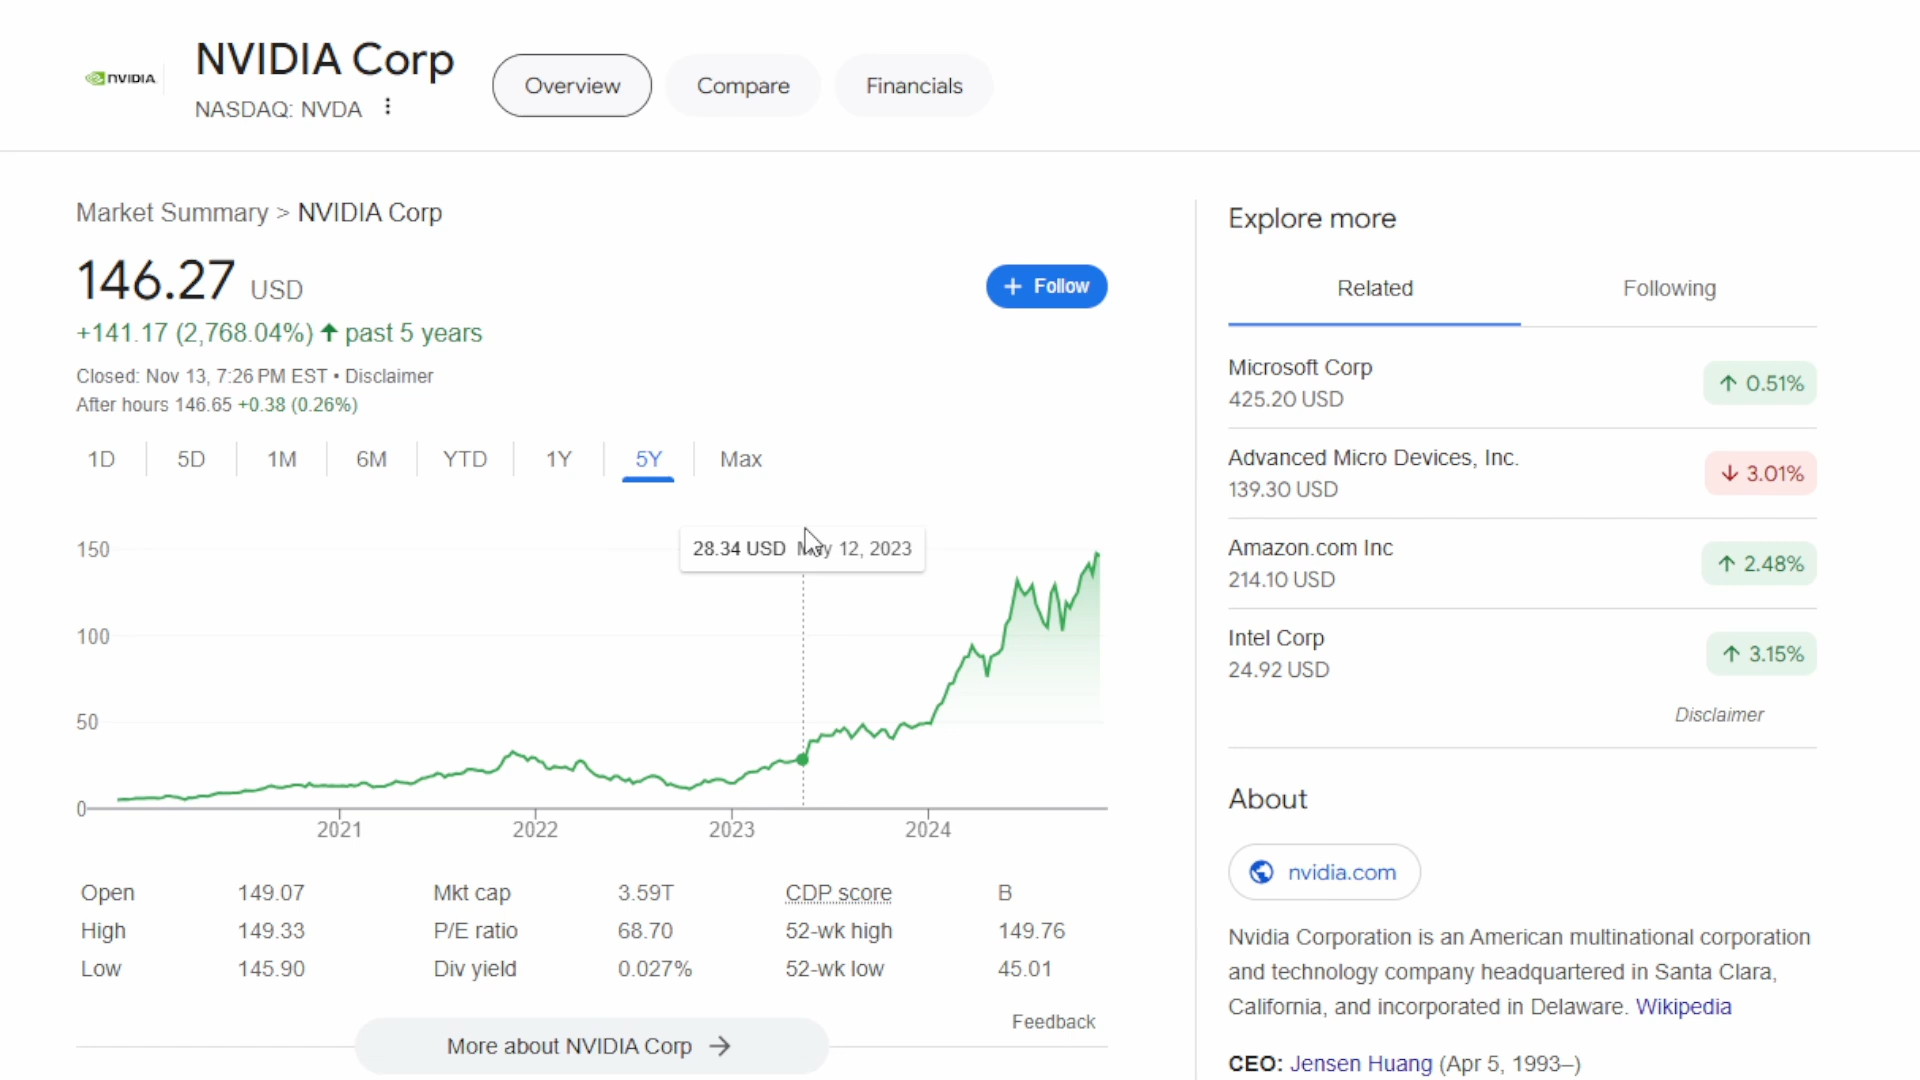 NVIDIA
NVIDIA Corp
NASDAQ: NVDA
Overview
Compare
Financials
Market Summary > NVIDIA Corp
146.27 USD
+141.17 (2,768.04%) ↑ past 5 years
Closed: Nov 13, 7:26 PM EST • Disclaimer
After hours 146.65 +0.38 (0.26%)
+ Follow
1D 5D 1M 6M YTD 1Y 5Y Max
28.34 USD 12, 2023
150
100
50
0
2021 2022 2023 2024
Open 149.07 Mkt cap 3.59T CDP score B
High 149.33 P/E ratio 68.70 52-wk high 149.76
Low 145.90 Div yield 0.027% 52-wk low 45.01
Feedback
More about NVIDIA Corp →
Explore more
Related Following
Microsoft Corp
425.20 USD
↑ 0.51%
Advanced Micro Devices, Inc.
139.30 USD
↓ 3.01%
Amazon.com Inc
214.10 USD
↑ 2.48%
Intel Corp
24.92 USD
↑ 3.15%
Disclaimer
About
nvidia.com
Nvidia Corporation is an American multinational corporation
and technology company headquartered in Santa Clara,
California, and incorporated in Delaware. Wikipedia
CEO: Jensen Huang (Apr 5, 1993–)